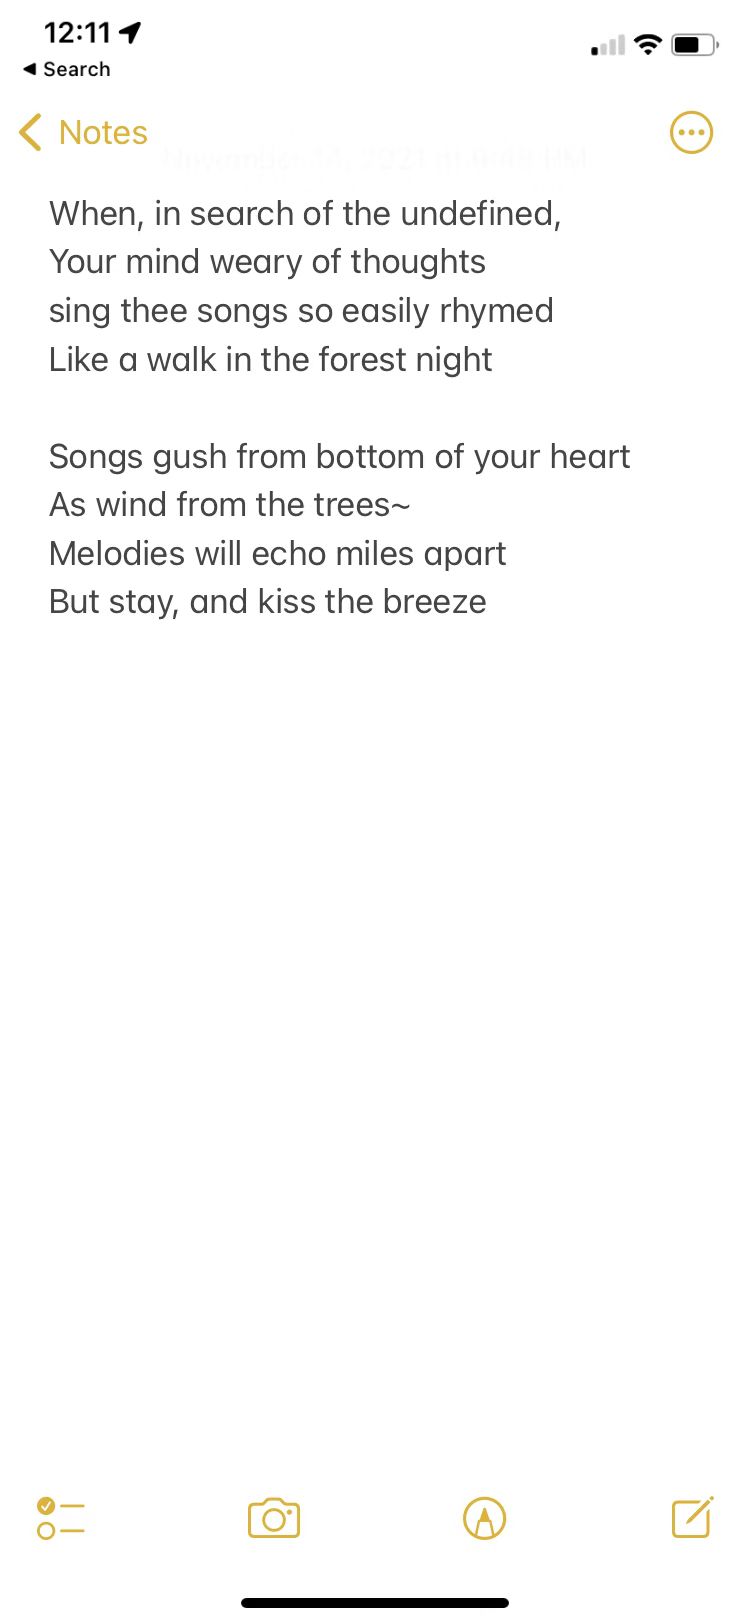 12:11
◀ Search
Notes
When, in search of the undefined,
Your mind weary of thoughts
sing thee songs so easily rhymed
Like a walk in the forest night
Songs gush from bottom of your heart
As wind from the trees~
Melodies will echo miles apart
But stay, and kiss the breeze